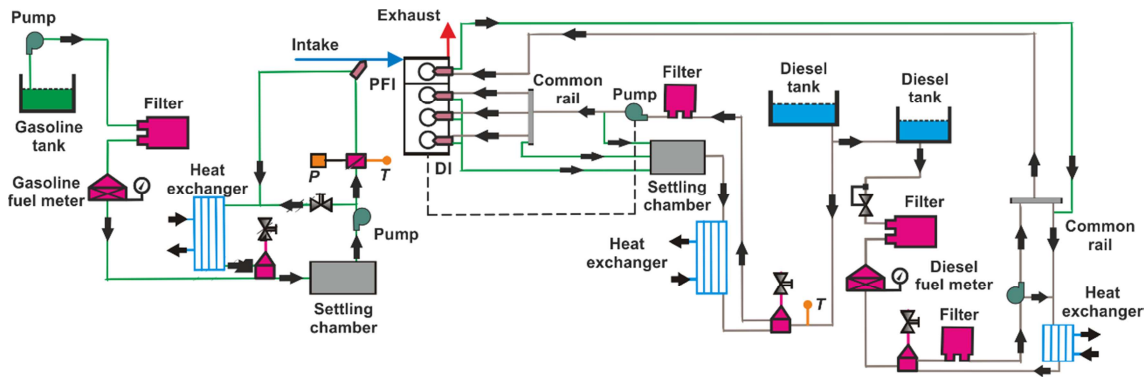 Pump
Gasoline
tank
Filter
Gasoline
fuel meter
Heat
exchanger
Intake
Exhaust
PFI
DI
P
T
Pump
Settling
chamber
Common
rail
Pump
Filter
Settling
chamber
Heat
exchanger
Diesel
tank
Diesel
tank
T
Filter
Diesel
fuel meter
Filter
Common
rail
Heat
exchanger